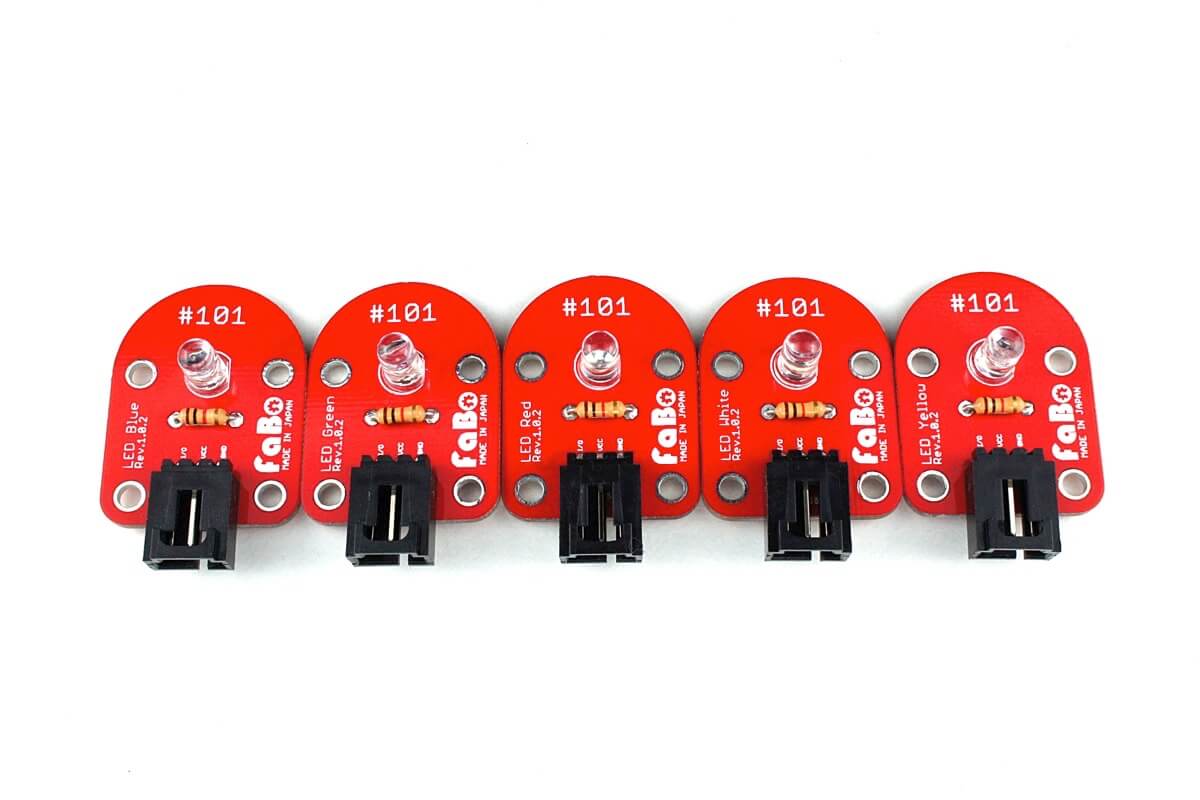 #101
LED Blue
Rev.1.0.2
I/O
VCC
GND
FaBo
MADE IN JAPAN
#101
LED Green
Rev.1.0.2
I/O
VCC
GND
FaBo
MADE IN JAPAN
#101
LED Red
Rev.1.0.2
I/O
VCC
GND
FaBo
MADE IN JAPAN
#101
LED White
Rev.1.0.2
I/O
VCC
GND
FaBo
MADE IN JAPAN
#101
LED Yellow
Rev.1.0.2
I/O
VCC
GND
FaBo
MADE IN JAPAN